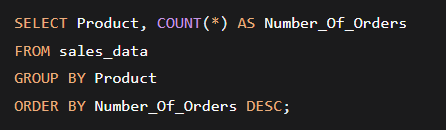 SELECT Product, COUNT(*) AS Number_Of_Orders
FROM sales_data
GROUP BY Product
ORDER BY Number_Of_Orders DESC;